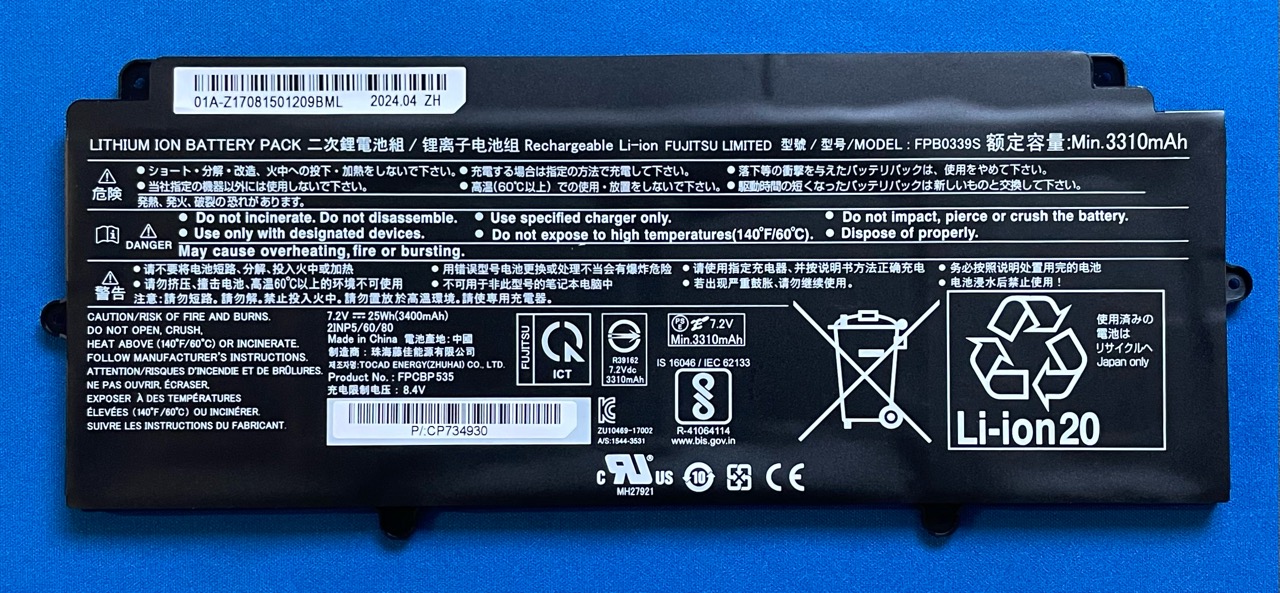 01A-Z17081501209BML 2024.04 ZH
LITHIUM ION BATTERY PACK 二次鋰電池組 / 锂离子电池组 Rechargeable Li-ion FUJITSU LIMITED 型號 / 型号/MODEL : FPB0339S 额定容量:Min.3310mAh
危険
● ショート・分解・改造、火中への投下・加熱をしないで下さい。 ● 充電する場合は指定の方法で充電して下さい。 ● 落下等の衝撃を与えたバッテリパックは、使用をやめて下さい。
● 当社指定の機器以外には使用しないで下さい。 ● 高温(60℃以上）での使用・放置をしないで下さい。 ● 駆動時間の短くなったバッテリパックは新しいものと交換して下さい。
発熱、発火、破裂の恐れがあります。
DANGER
● Do not incinerate. Do not disassemble. ● Use specified charger only. ● Do not impact, pierce or crush the battery.
● Use only with designated devices. ● Do not expose to high temperatures(140°F/60°C). ● Dispose of properly.
May cause overheating,fire or bursting.
警告
● 请不要将电池短路、分解、投入火中或加热 ● 用错误型号电池更换或处理不当会有爆炸危险 ● 请使用指定充电器、并按说明书方法正确充电 ● 务必按照说明处置用完的电池
● 请勿挤压、撞击电池、高温60℃以上的环境不可使用 ● 不可用于非此型号的笔记本电脑中 ● 若出现严重鼓胀、请勿继续使用。 ● 电池浸水后禁止使用！
注意:請勿短路。請勿分解。禁止投入火中。請勿置放於高溫環境。請使專用充電器。
CAUTION/RISK OF FIRE AND BURNS.
DO NOT OPEN, CRUSH,
HEAT ABOVE (140°F/60°C) OR INCINERATE.
FOLLOW MANUFACTURER'S INSTRUCTIONS.
ATTENTION/RISQUES D'INCENDIE ET DE BRÛLURES.
NE PAS OUVRIR, ÉCRASER,
EXPOSER À DES TEMPÉRATURES
ÉLEVÉES (140°F/60°C) OU INCINÉRER.
SUIVRE LES INSTRUCTIONS DU FABRICANT.
7.2V ⎓ 25Wh(3400mAh)
2INP5/60/80
Made in China 電池產地: 中國
制造商 : 珠海藤佳能源有限公司
제조자명:TOCAD ENERGY(ZHUHAI) CO., LTD.
Product No. : FPCBP535
充电限制电压 : 8.4V
P/:CP734930
FUJITSU
ICT
R39162
7.2Vdc
3310mAh
PS E 7.2V
Min.3310mAh
IS 16046 / IEC 62133
R-41064114
www.bis.gov.in
ZU10469-17002
A/S:1544-3531
使用済みの
電池は
リサイクルへ
Japan only
Li-ion20
c RU ® US
MH27921
10
CE